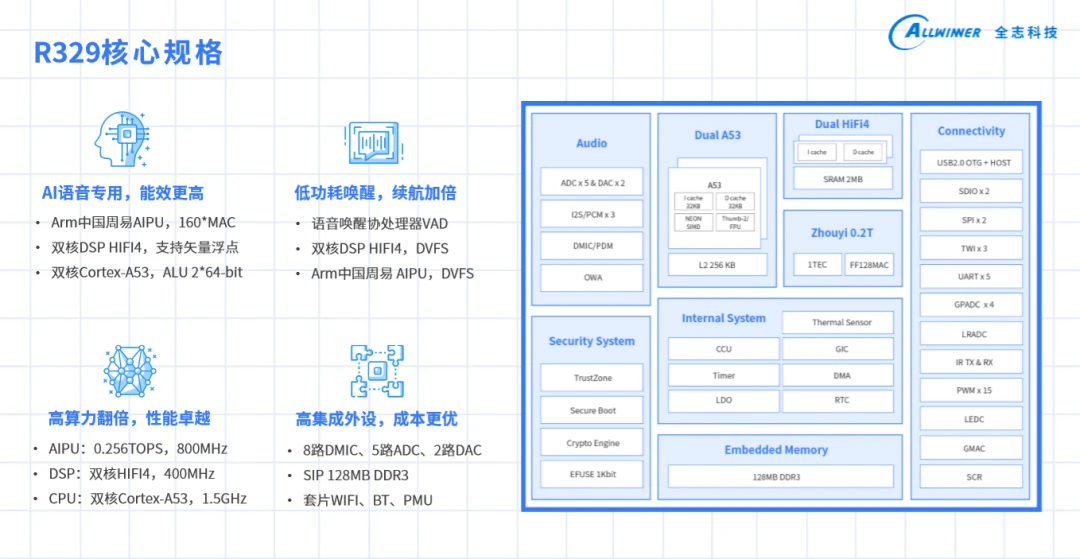 ALLWINNER 全志科技
R329核心规格
AI语音专用，能效更高
• Arm中国周易AIPU，160*MAC
• 双核DSP HIFI4，支持矢量浮点
• 双核Cortex-A53，ALU 2*64-bit
低功耗唤醒，续航加倍
• 语音唤醒协处理器VAD
• 双核DSP HIFI4，DVFS
• Arm中国周易 AIPU，DVFS
高算力翻倍，性能卓越
• AIPU：0.256TOPS，800MHz
• DSP：双核HIFI4，400MHz
• CPU：双核Cortex-A53，1.5GHz
高集成外设，成本更优
• 8路DMIC、5路ADC、2路DAC
• SIP 128MB DDR3
• 套片WIFI、BT、PMU
Audio
ADC x 5 & DAC x 2
I2S/PCM x 3
DMIC/PDM
OWA
Security System
TrustZone
Secure Boot
Crypto Engine
EFUSE 1Kbit
Dual A53
A53
I cache
32KB
D cache
32KB
NEON
SIMD
Thumb-2/
FPU
L2 256 KB
Dual HiFi4
I cache
D cache
SRAM 2MB
Zhouyi 0.2T
1TEC
FF128MAC
Internal System
Thermal Sensor
CCU
GIC
Timer
DMA
LDO
RTC
Embedded Memory
128MB DDR3
Connectivity
USB2.0 OTG + HOST
SDIO x 2
SPI x 2
TWI x 3
UART x 5
GPADC x 4
LRADC
IR TX & RX
PWM x 15
LEDC
GMAC
SCR